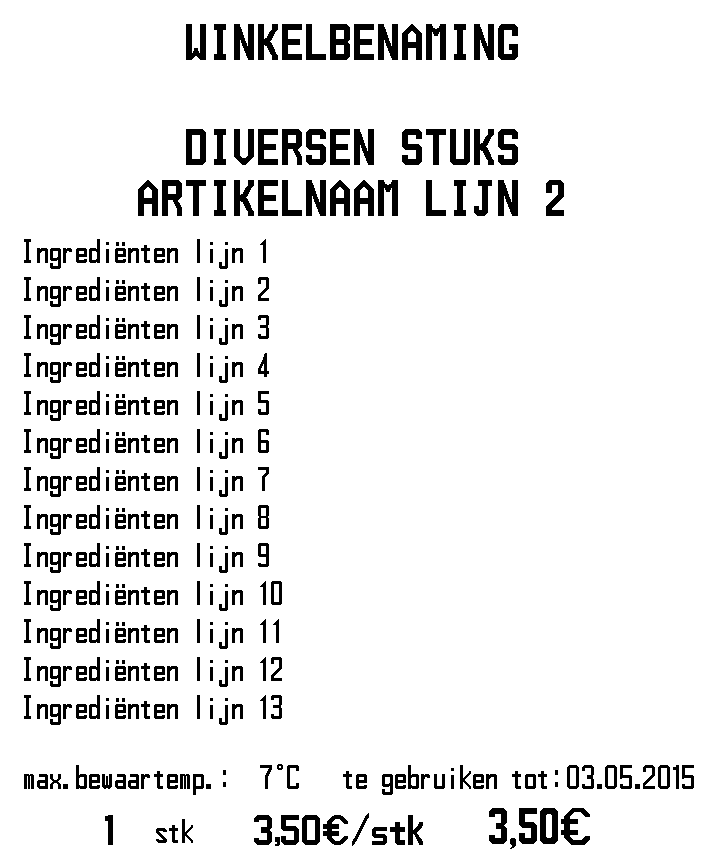 WINKELBENAMING
DIVERSEN STUKS
ARTIKELNAAM LIJN 2
Ingrediënten lijn 1
Ingrediënten lijn 2
Ingrediënten lijn 3
Ingrediënten lijn 4
Ingrediënten lijn 5
Ingrediënten lijn 6
Ingrediënten lijn 7
Ingrediënten lijn 8
Ingrediënten lijn 9
Ingrediënten lijn 10
Ingrediënten lijn 11
Ingrediënten lijn 12
Ingrediënten lijn 13
max.bewaartemp.: 7°C te gebruiken tot:03.05.2015
1 stk 3,50€/stk 3,50€